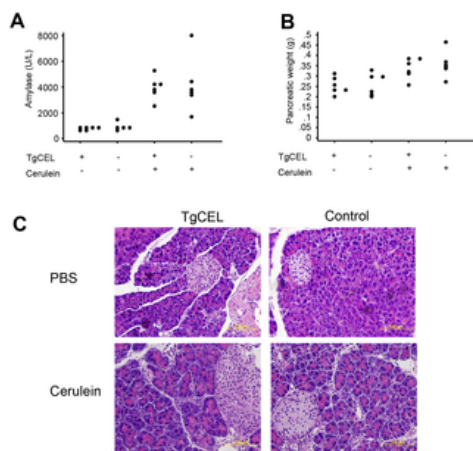 A
Amylase (U/L)
8000
6000
4000
2000
0
TgCEL + - + -
Cerulein + +
B
Pancreatic weight (g)
.5
.45
.4
.35
.3
.25
.2
.15
.1
.05
0
TgCEL + - + -
Cerulein - - + +
C
TgCEL Control
PBS
Cerulein